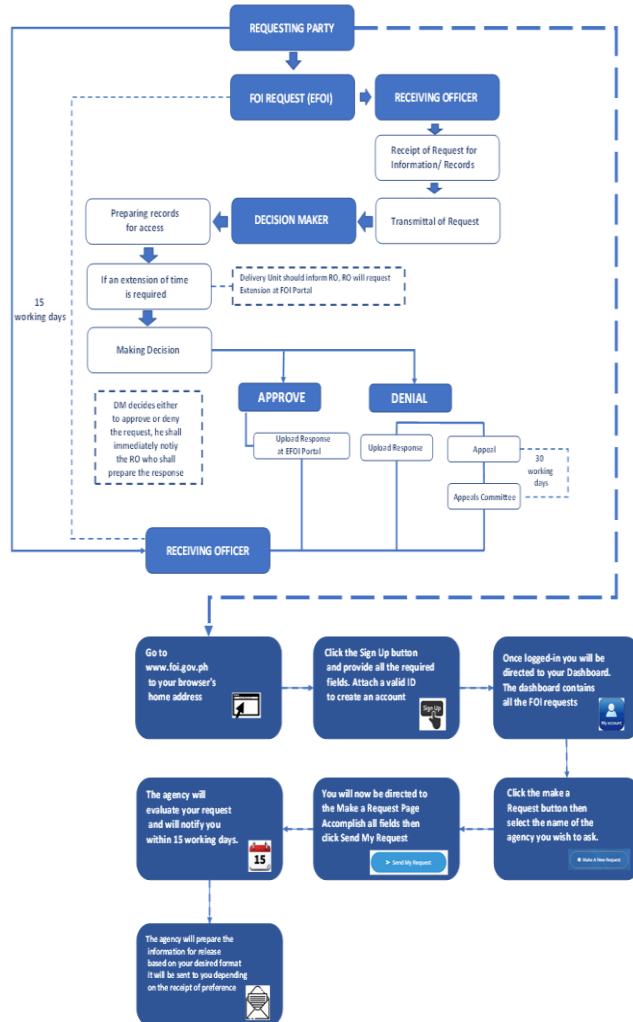 REQUESTING PARTY
FOI REQUEST (EFOI)
RECEIVING OFFICER
Receipt of Request for
Information/ Records
Transmittal of Request
DECISION MAKER
Preparing records
for access
If an extension of time
is required
Delivery Unit should inform RO, RO will request
Extension at FOI Portal
15
working days
Making Decision
APPROVE
DENIAL
DM decides either
to approve or deny
the request, he shall
immediately notiy
the RO who shall
prepare the response
Upload Response
at EFOI Portal
Upload Response
Appeal
30
working
days
Appeals Committee
RECEIVING OFFICER
Go to
www.foi.gov.ph
to your browser's
home address
Click the Sign Up button
and provide all the required
fields. Attach a valid ID
to create an account
Sign Up
Once logged-in you will be
directed to your Dashboard.
The dashboard contains
all the FOI requests
My account
Click the make a
Request button then
select the name of the
agency you wish to ask.
Make A New Request
You will now be directed to
the Make a Request Page
Accomplish all fields then
click Send My Request
Send My Request
The agency will
evaluate your request
and will notify you
within 15 working days.
15
The agency will prepare the
information for release
based on your desired format
It will be sent to you depending
on the receipt of preference